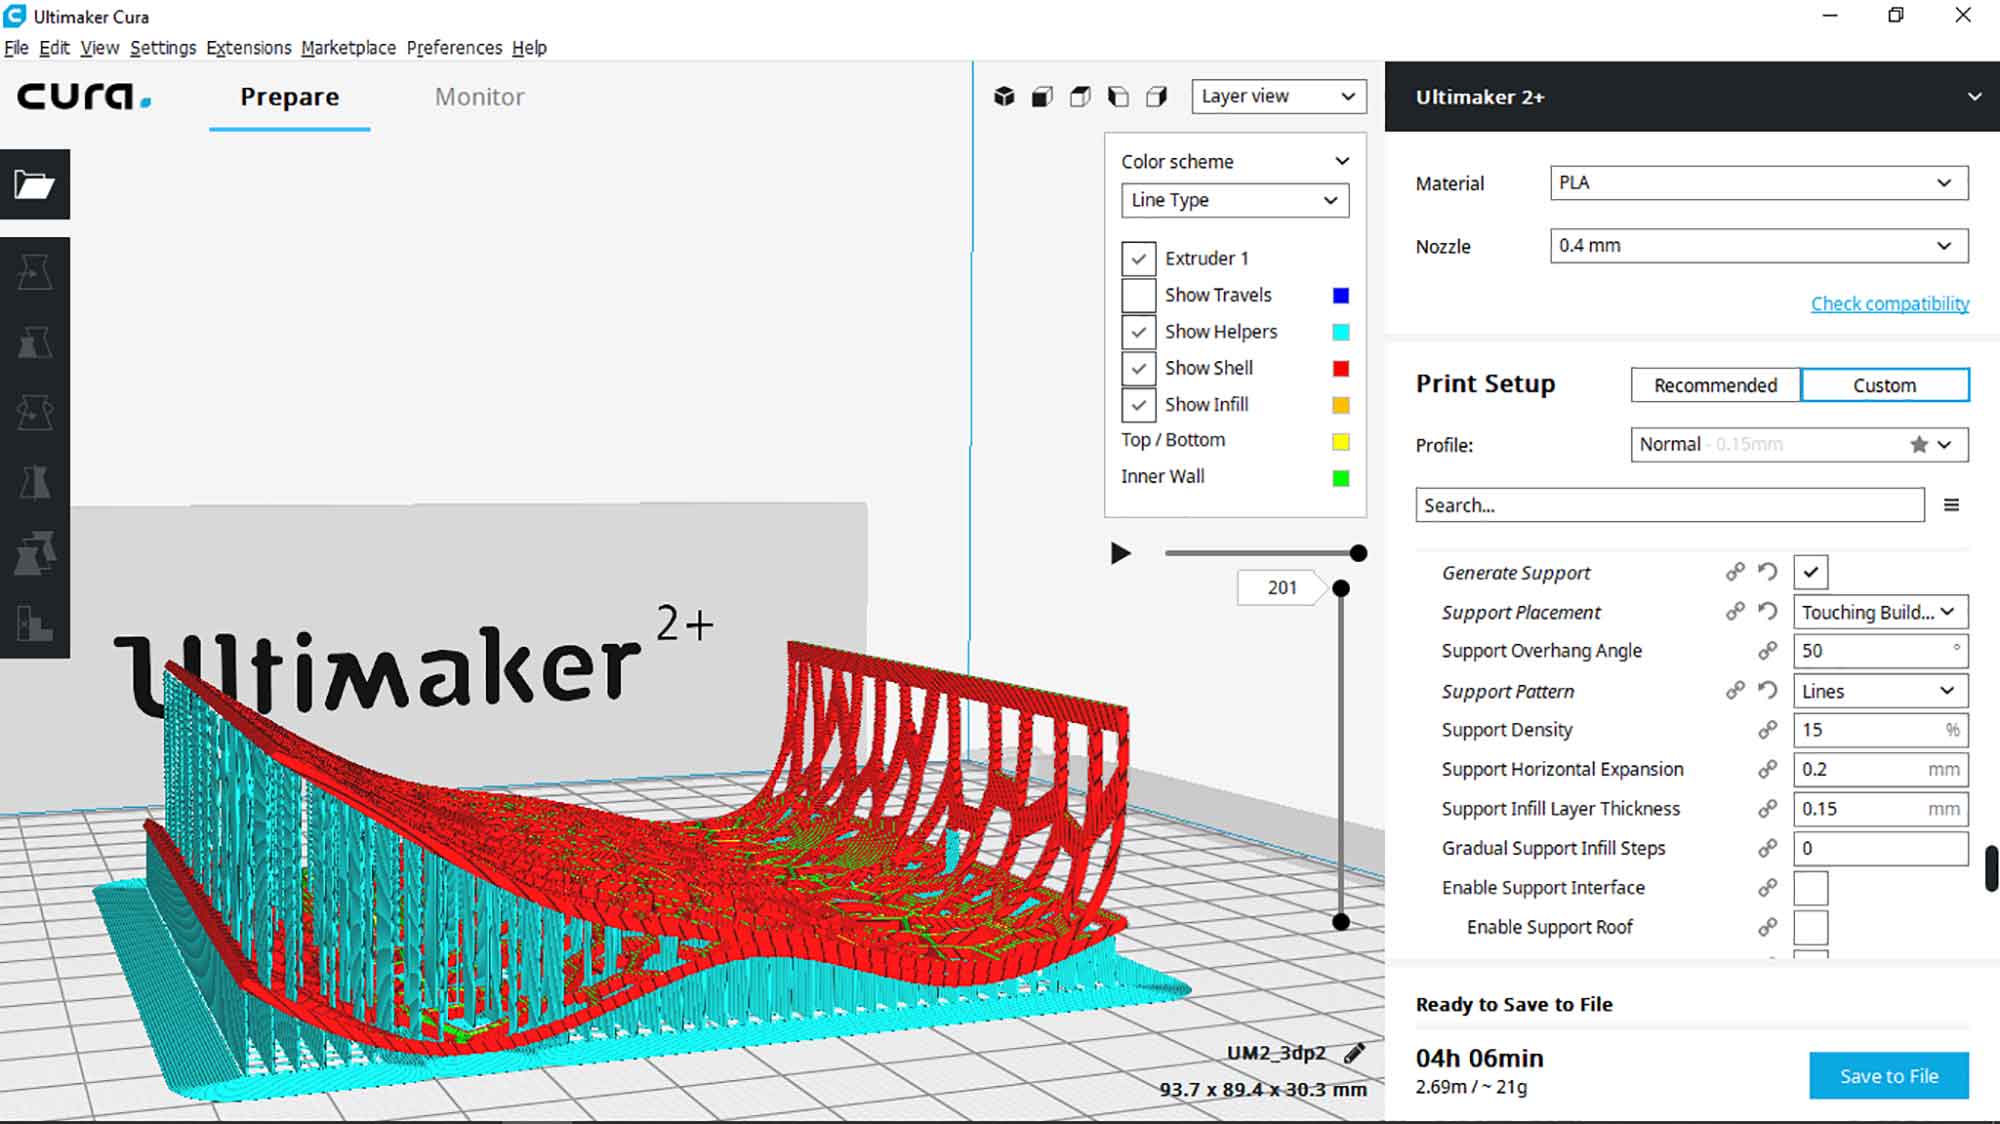 Ultimaker Cura
File Edit View Settings Extensions Marketplace Preferences Help
cura.
Prepare
Monitor
Layer view
Color scheme
Line Type
Extruder 1
Show Travels
Show Helpers
Show Shell
Show Infill
Top / Bottom
Inner Wall
201
Ultimaker 2+
UM2_3dp2
93.7 x 89.4 x 30.3 mm
Ultimaker 2+
Material
PLA
Nozzle
0.4 mm
Check compatibility
Print Setup
Recommended
Custom
Profile:
Normal - 0.15mm
Search...
Generate Support
Support Placement
Touching Build...
Support Overhang Angle
50 °
Support Pattern
Lines
Support Density
15 %
Support Horizontal Expansion
0.2 mm
Support Infill Layer Thickness
0.15 mm
Gradual Support Infill Steps
0
Enable Support Interface
Enable Support Roof
Ready to Save to File
04h 06min
2.69m / ~ 21g
Save to File